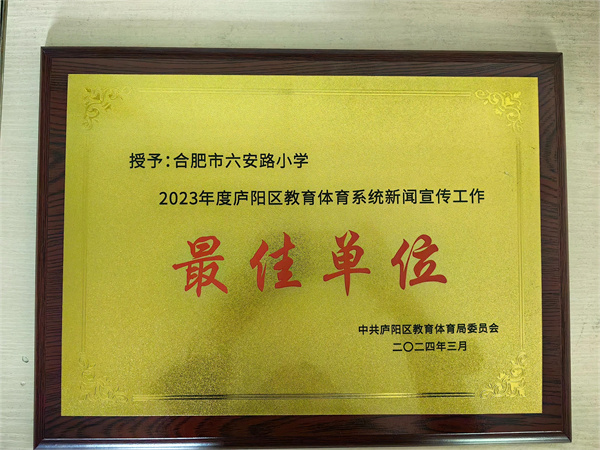 授予：合肥市六安路小学
2023年度庐阳区教育体育系统新闻宣传工作
最佳单位
中共庐阳区教育体育局委员会
二〇二四年三月